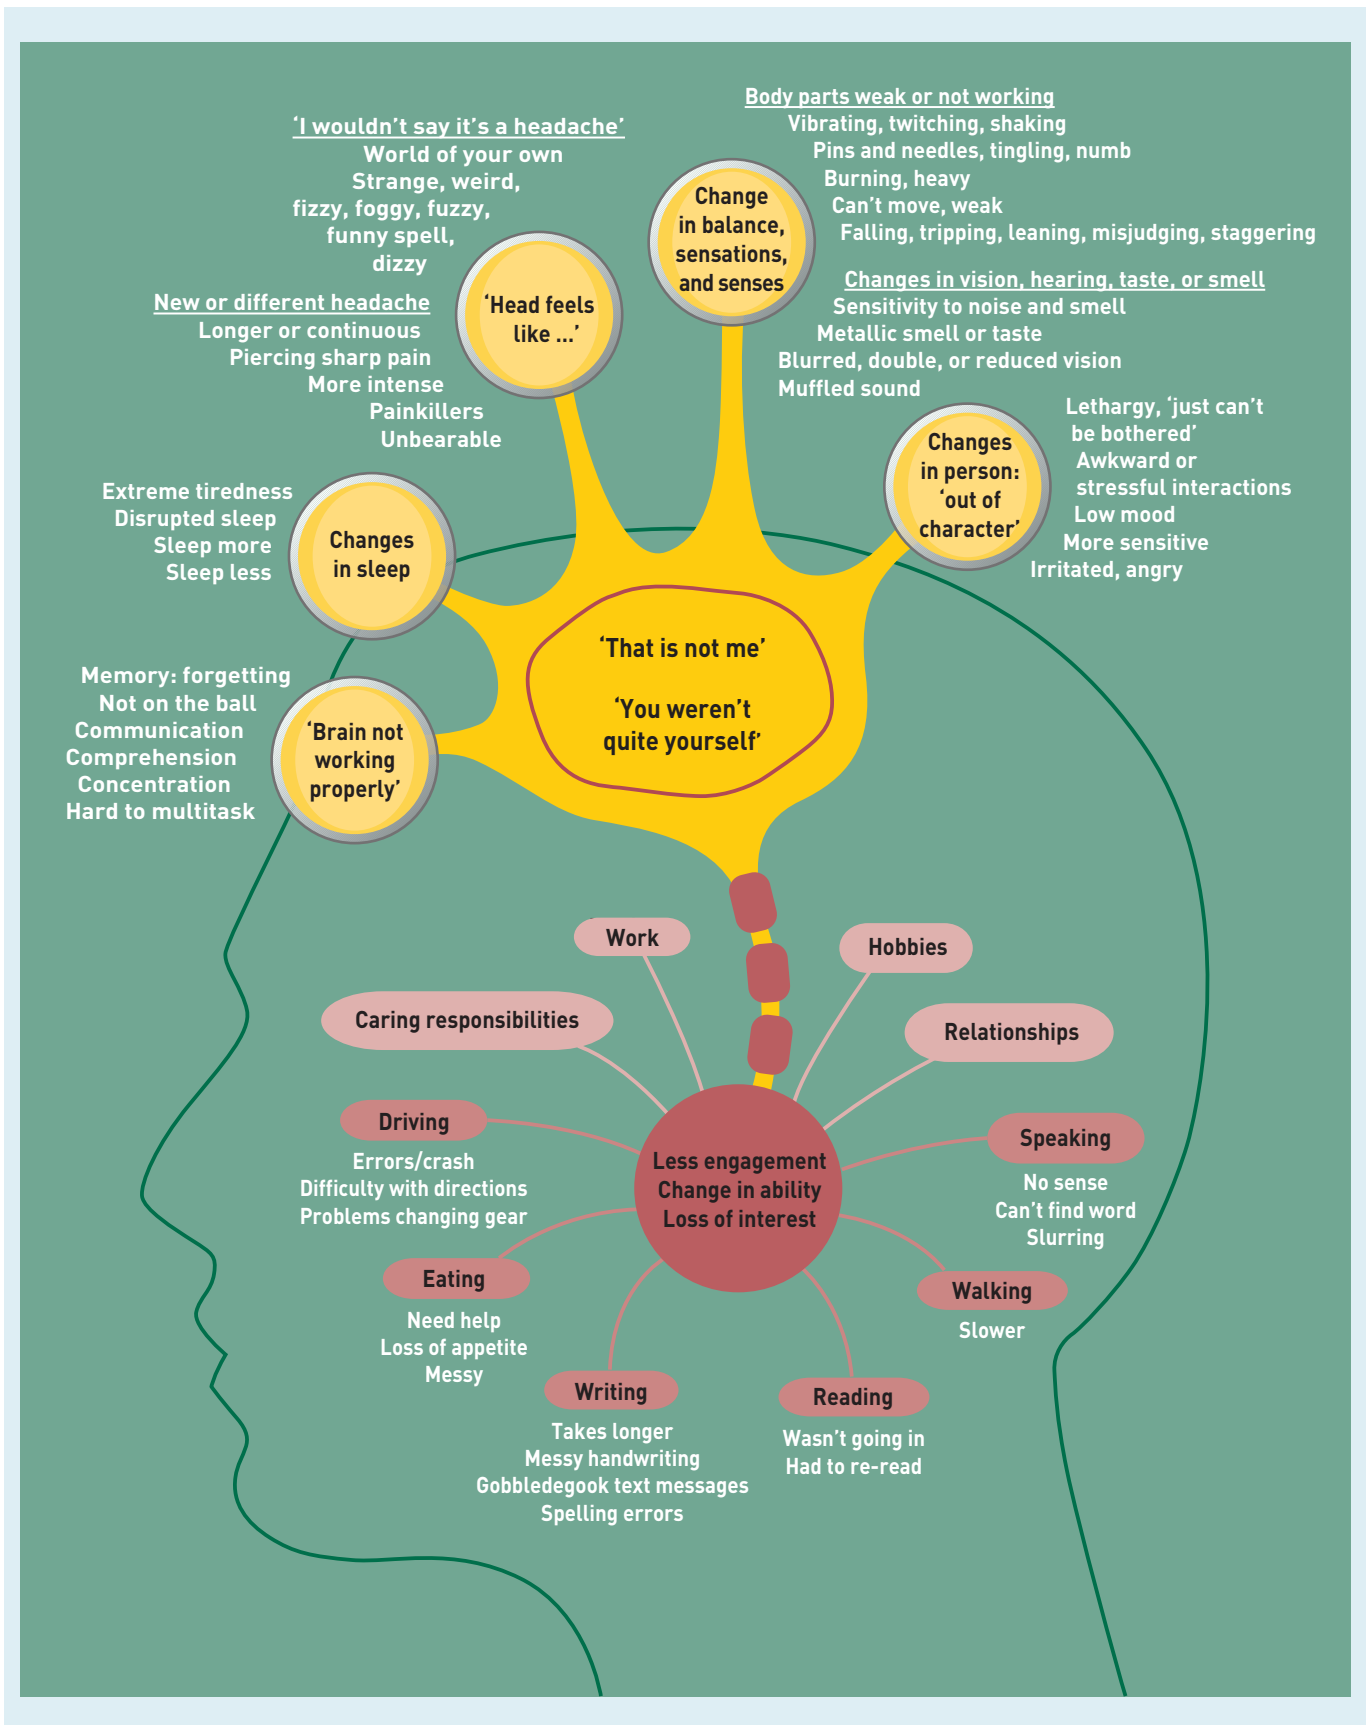 ‘I wouldn’t say it’s a headache’
World of your own
Strange, weird,
fizzy, foggy, fuzzy,
funny spell,
dizzy
New or different headache
Longer or continuous
Piercing sharp pain
More intense
Painkillers
Unbearable
‘Head feels
like ...’
Body parts weak or not working
Vibrating, twitching, shaking
Pins and needles, tingling, numb
Burning, heavy
Can’t move, weak
Falling, tripping, leaning, misjudging, staggering
Changes in vision, hearing, taste, or smell
Sensitivity to noise and smell
Metallic smell or taste
Blurred, double, or reduced vision
Muffled sound
Change
in balance,
sensations,
and senses
Changes
in person:
‘out of
character’
Lethargy, ‘just can’t
be bothered’
Awkward or
stressful interactions
Low mood
More sensitive
Irritated, angry
Extreme tiredness
Disrupted sleep
Sleep more
Sleep less
Changes
in sleep
Memory: forgetting
Not on the ball
Communication
Comprehension
Concentration
Hard to multitask
‘Brain not
working
properly’
‘That is not me’
‘You weren’t
quite yourself’
Work
Hobbies
Caring responsibilities
Relationships
Less engagement
Change in ability
Loss of interest
Driving
Errors/crash
Difficulty with directions
Problems changing gear
Speaking
No sense
Can’t find word
Slurring
Eating
Need help
Loss of appetite
Messy
Walking
Slower
Writing
Takes longer
Messy handwriting
Gobbledegook text messages
Spelling errors
Reading
Wasn’t going in
Had to re-read